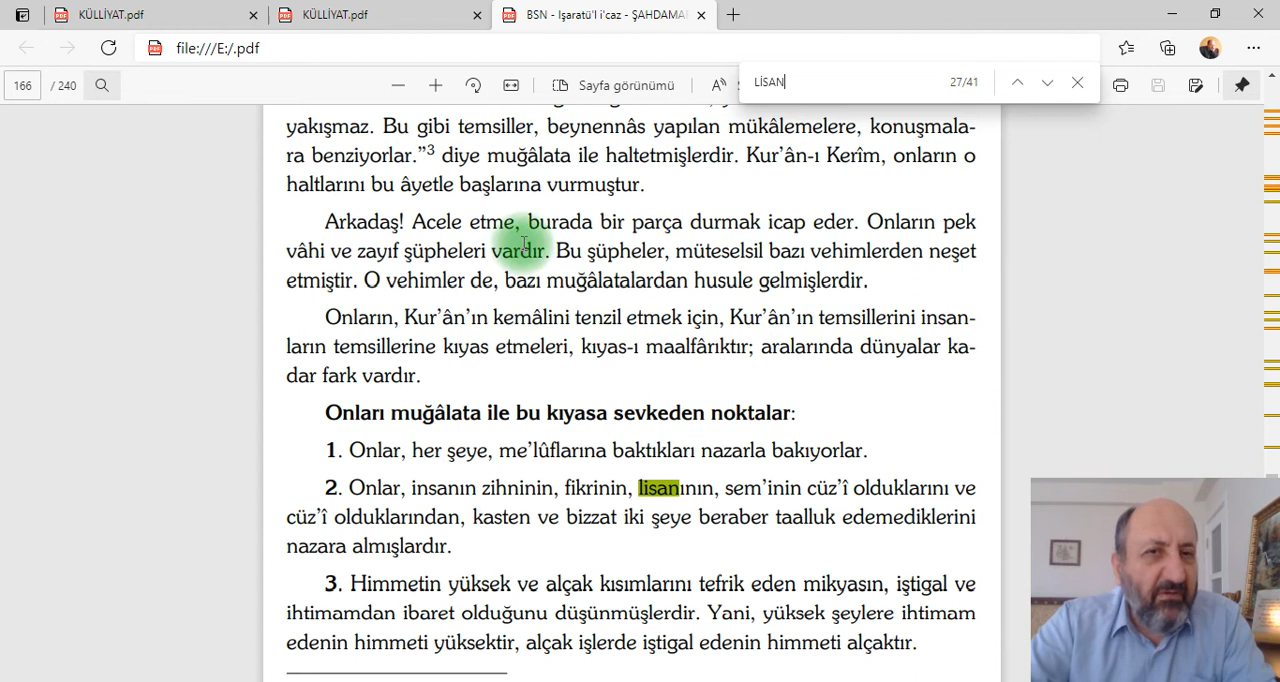 KÜLLİYAT.pdf
KÜLLİYAT.pdf
BSN - Işaratü'l i'caz - ŞAHDAMAR
file:///E:/.pdf
166 / 240
Sayfa görünümü
LİSAN
27/41
yakışmaz. Bu gibi temsiller, beynennâs yapılan mükâlemelere, konuşmala-
ra benziyorlar.”3 diye muğâlata ile haltetmişlerdir. Kur’ân-ı Kerîm, onların o
haltlarını bu âyetle başlarına vurmuştur.
Arkadaş! Acele etme, burada bir parça durmak icap eder. Onların pek
vâhi ve zayıf şüpheleri vardır. Bu şüpheler, müteselsil bazı vehimlerden neşet
etmiştir. O vehimler de, bazı muğâlatalardan husule gelmişlerdir.
Onların, Kur’ân’ın kemâlini tenzil etmek için, Kur’ân’ın temsillerini insan-
ların temsillerine kıyas etmeleri, kıyas-ı maalfârıktır; aralarında dünyalar ka-
dar fark vardır.
Onları muğâlata ile bu kıyasa sevkeden noktalar:
1. Onlar, her şeye, me’lûflarına baktıkları nazarla bakıyorlar.
2. Onlar, insanın zihninin, fikrinin, lisanının, sem’inin cüz’î olduklarını ve
cüz’î olduklarından, kasten ve bizzat iki şeye beraber taalluk edemediklerini
nazara almışlardır.
3. Himmetin yüksek ve alçak kısımlarını tefrik eden mikyasın, iştigal ve
ihtimamdan ibaret olduğunu düşünmüşlerdir. Yani, yüksek şeylere ihtimam
edenin himmeti yüksektir, alçak işlerde iştigal edenin himmeti alçaktır.